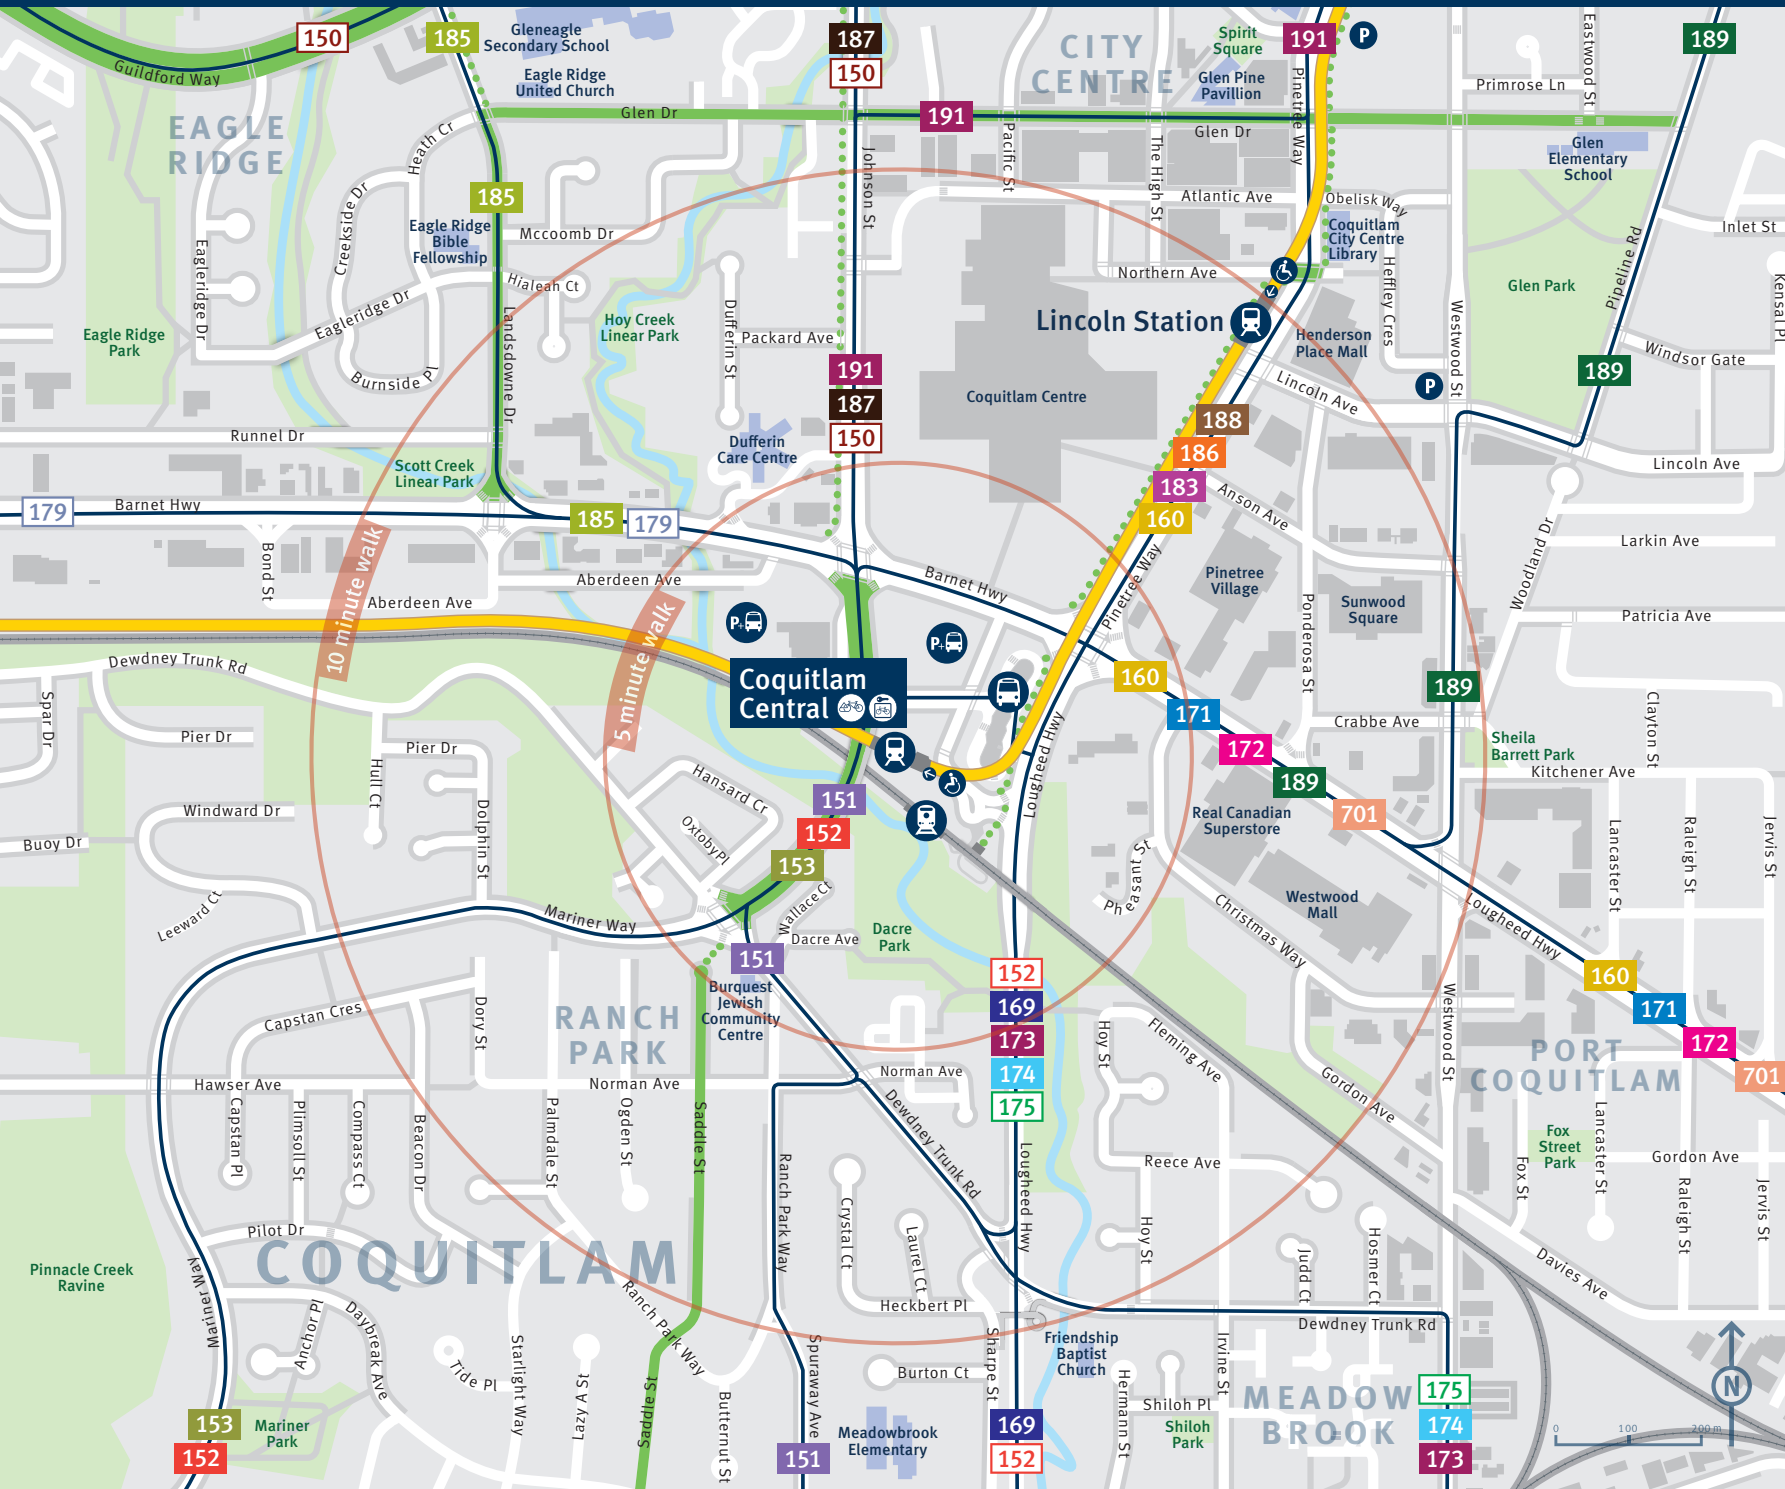 150
185
Gleneagle
Secondary School
187
150
CITY
CENTRE
Spirit
Square
191
P
Eastwood St
189
Guildford Way
Eagle Ridge
United Church
Glen Pine
Pavillion
Pinetree Way
Primrose Ln
EAGLE
RIDGE
Heath Cr
Glen Dr
191
Glen Dr
Glen
Elementary
School
Johnson St
Pacific St
The High St
185
Creekside Dr
Eagle Ridge
Bible
Fellowship
Mccoomb Dr
Atlantic Ave
Obelisk Way
Coquitlam
City Centre
Library
Inlet St
Eagleridge Dr
Hialeah Ct
Northern Ave
Heffley Cres
Glen Park
Pipeline Rd
Kensal Pl
Eagle Ridge
Park
Eagleridge Dr
Landsdowne Dr
Hoy Creek
Linear Park
Dufferin St
Packard Ave
Lincoln Station
Henderson
Place Mall
Westwood St
Windsor Gate
Burnside Pl
191
187
150
Coquitlam Centre
Lincoln Ave
P
189
188
186
183
160
Runnel Dr
Scott Creek
Linear Park
Dufferin
Care Centre
Lincoln Ave
179
Barnet Hwy
185
179
Anson Ave
Woodland Dr
Larkin Ave
Bond St
10 minute walk
Aberdeen Ave
Aberdeen Ave
Barnet Hwy
Pinetree Way
Pinetree
Village
Ponderosa St
Sunwood
Square
Patricia Ave
5 minute walk
P+
P+
Dewdney Trunk Rd
Coquitlam
Central
160
171
172
189
701
189
Spar Dr
Pier Dr
Pier Dr
Hull Ct
Lougheed Hwy
Crabbe Ave
Sheila
Barrett Park
Clayton St
Kitchener Ave
Windward Dr
Dolphin St
Hansard Cr
Oxtoby Pl
151
152
153
Real Canadian
Superstore
Buoy Dr
Lancaster St
Raleigh St
Jervis St
Pheasaust St
Leeward Ct
Mariner Way
Wallace Ct
Dacre Ave
Dacre
Park
Christmas Way
Westwood
Mall
Lougheed Hwy
151
Burquest
Jewish
Community
Centre
152
169
173
174
175
160
171
172
701
Capstan Cres
Dory St
RANCH
PARK
Hoy St
Fleming Ave
Westwood St
PORT
COQUITLAM
Hawser Ave
Norman Ave
Norman Ave
Gordon Ave
Capstan Pl
Plimsoll St
Compass Ct
Beacon Dr
Palmdale St
Ogden St
Saddle St
Dewdney Trunk Rd
Fox
Street
Park
Lancaster St
Fox St
Gordon Ave
Ranch Park Way
Lougheed Hwy
Reece Ave
Raleigh St
Jervis St
Pilot Dr
Crystal Ct
Laurel Ct
Hoy St
Judd Ct
Hosmer Ct
COQUITLAM
Pinnacle Creek
Ravine
Mariner Way
Davies Ave
Ranch Park Way
Heckbert Pl
Dewdney Trunk Rd
Anchor Pl
Daybreak Ave
Tide Pl
Starlight Way
Lazy A St
Saddle St
Butternut St
Spuraway Ave
Burton Ct
Sharpe St
Friendship
Baptist
Church
Hermann St
Irvine St
Shiloh Pl
Shiloh
Park
MEADOW
BROOK
175
174
173
N
0 100 200 m
153
152
Mariner
Park
151
Meadowbrook
Elementary
169
152